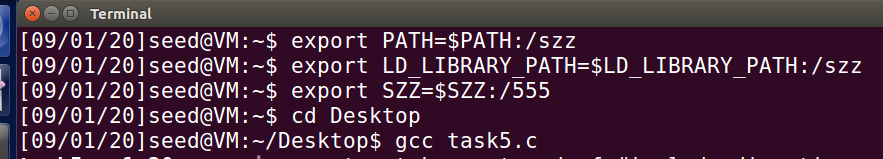 Terminal
[09/01/20]seed@VM:~$ export PATH=$PATH:/szz
[09/01/20]seed@VM:~$ export LD_LIBRARY_PATH=$LD_LIBRARY_PATH:/szz
[09/01/20]seed@VM:~$ export SZZ=$SZZ:/555
[09/01/20]seed@VM:~$ cd Desktop
[09/01/20]seed@VM:~/Desktop$ gcc task5.c